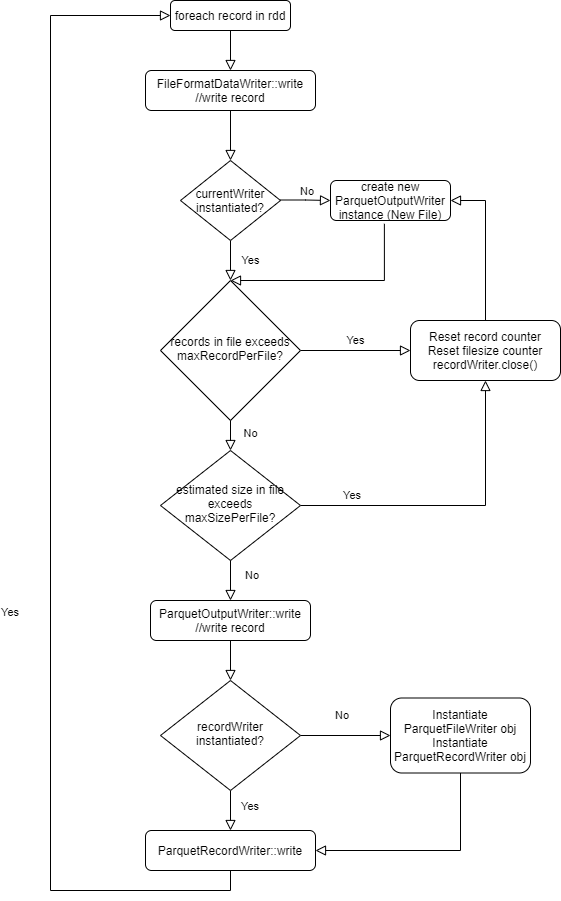 foreach record in rdd
FileFormatDataWriter::write
//write record
currentWriter
instantiated?
No
create new
ParquetOutputWriter
instance (New File)
Yes
records in file exceeds
maxRecordPerFile?
Yes
Reset record counter
Reset filesize counter
recordWriter.close()
No
estimated size in file
exceeds
maxSizePerFile?
Yes
No
ParquetOutputWriter::write
//write record
Yes
recordWriter
instantiated?
No
Instantiate
ParquetFileWriter obj
Instantiate
ParquetRecordWriter obj
Yes
ParquetRecordWriter::write